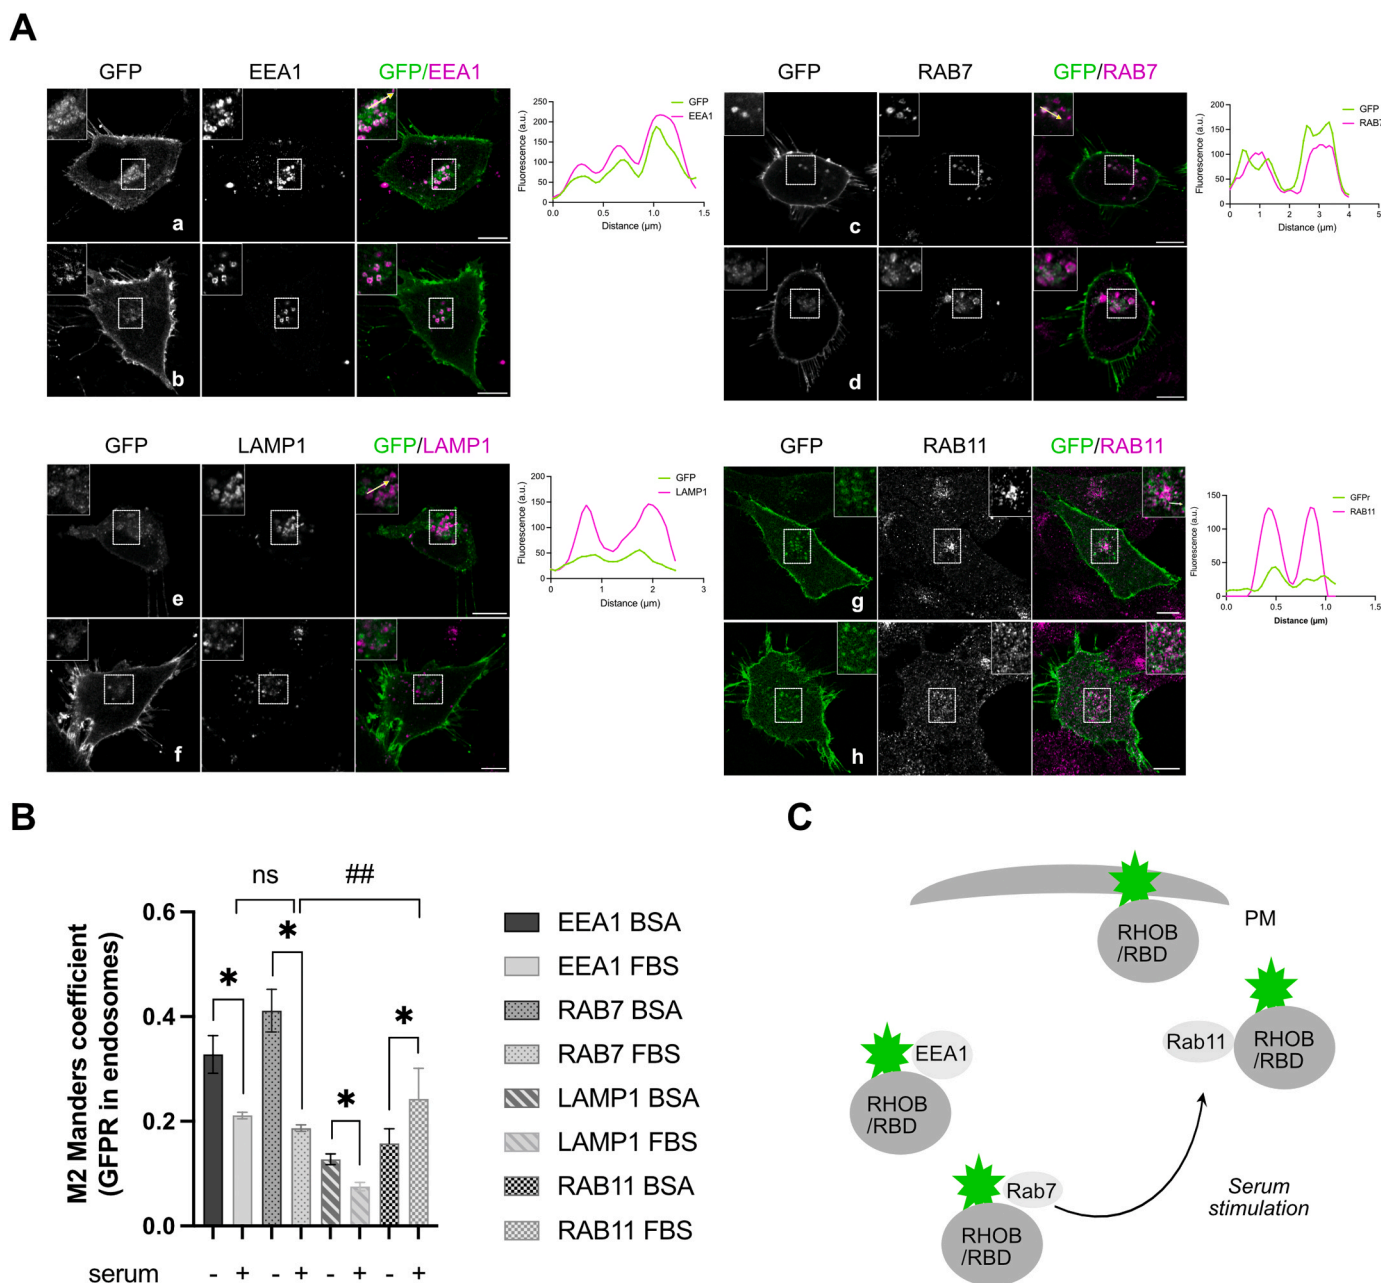 A
GFP EEA1 GFP/EEA1
a
b
Fluorescence (a.u.)
250
200
150
100
50
0
0.0 0.5 1.0 1.5
Distance (µm)
GFP
EEA1
GFP RAB7 GFP/RAB7
c
d
Fluorescence (a.u.)
200
150
100
50
0
0 1 2 3 4 5
Distance (µm)
GFP
RAB7
GFP LAMP1 GFP/LAMP1
e
f
Fluorescence (a.u.)
200
150
100
50
0
0 1 2 3
Distance (µm)
GFP
LAMP1
GFP RAB11 GFP/RAB11
g
h
Fluorescence (a.u.)
150
100
50
0
0.0 0.5 1.0 1.5
Distance (µm)
GFPr
RAB11
B
M2 Manders coefficient
(GFPR in endosomes)
0.6
0.4
0.2
0.0
ns
##
* * * *
serum - + - + - + - +
EEA1 BSA
EEA1 FBS
RAB7 BSA
RAB7 FBS
LAMP1 BSA
LAMP1 FBS
RAB11 BSA
RAB11 FBS
C
RHOB
/RBD
PM
Rab11
RHOB
/RBD
EEA1
RHOB
/RBD
Rab7
RHOB
/RBD
Serum
stimulation